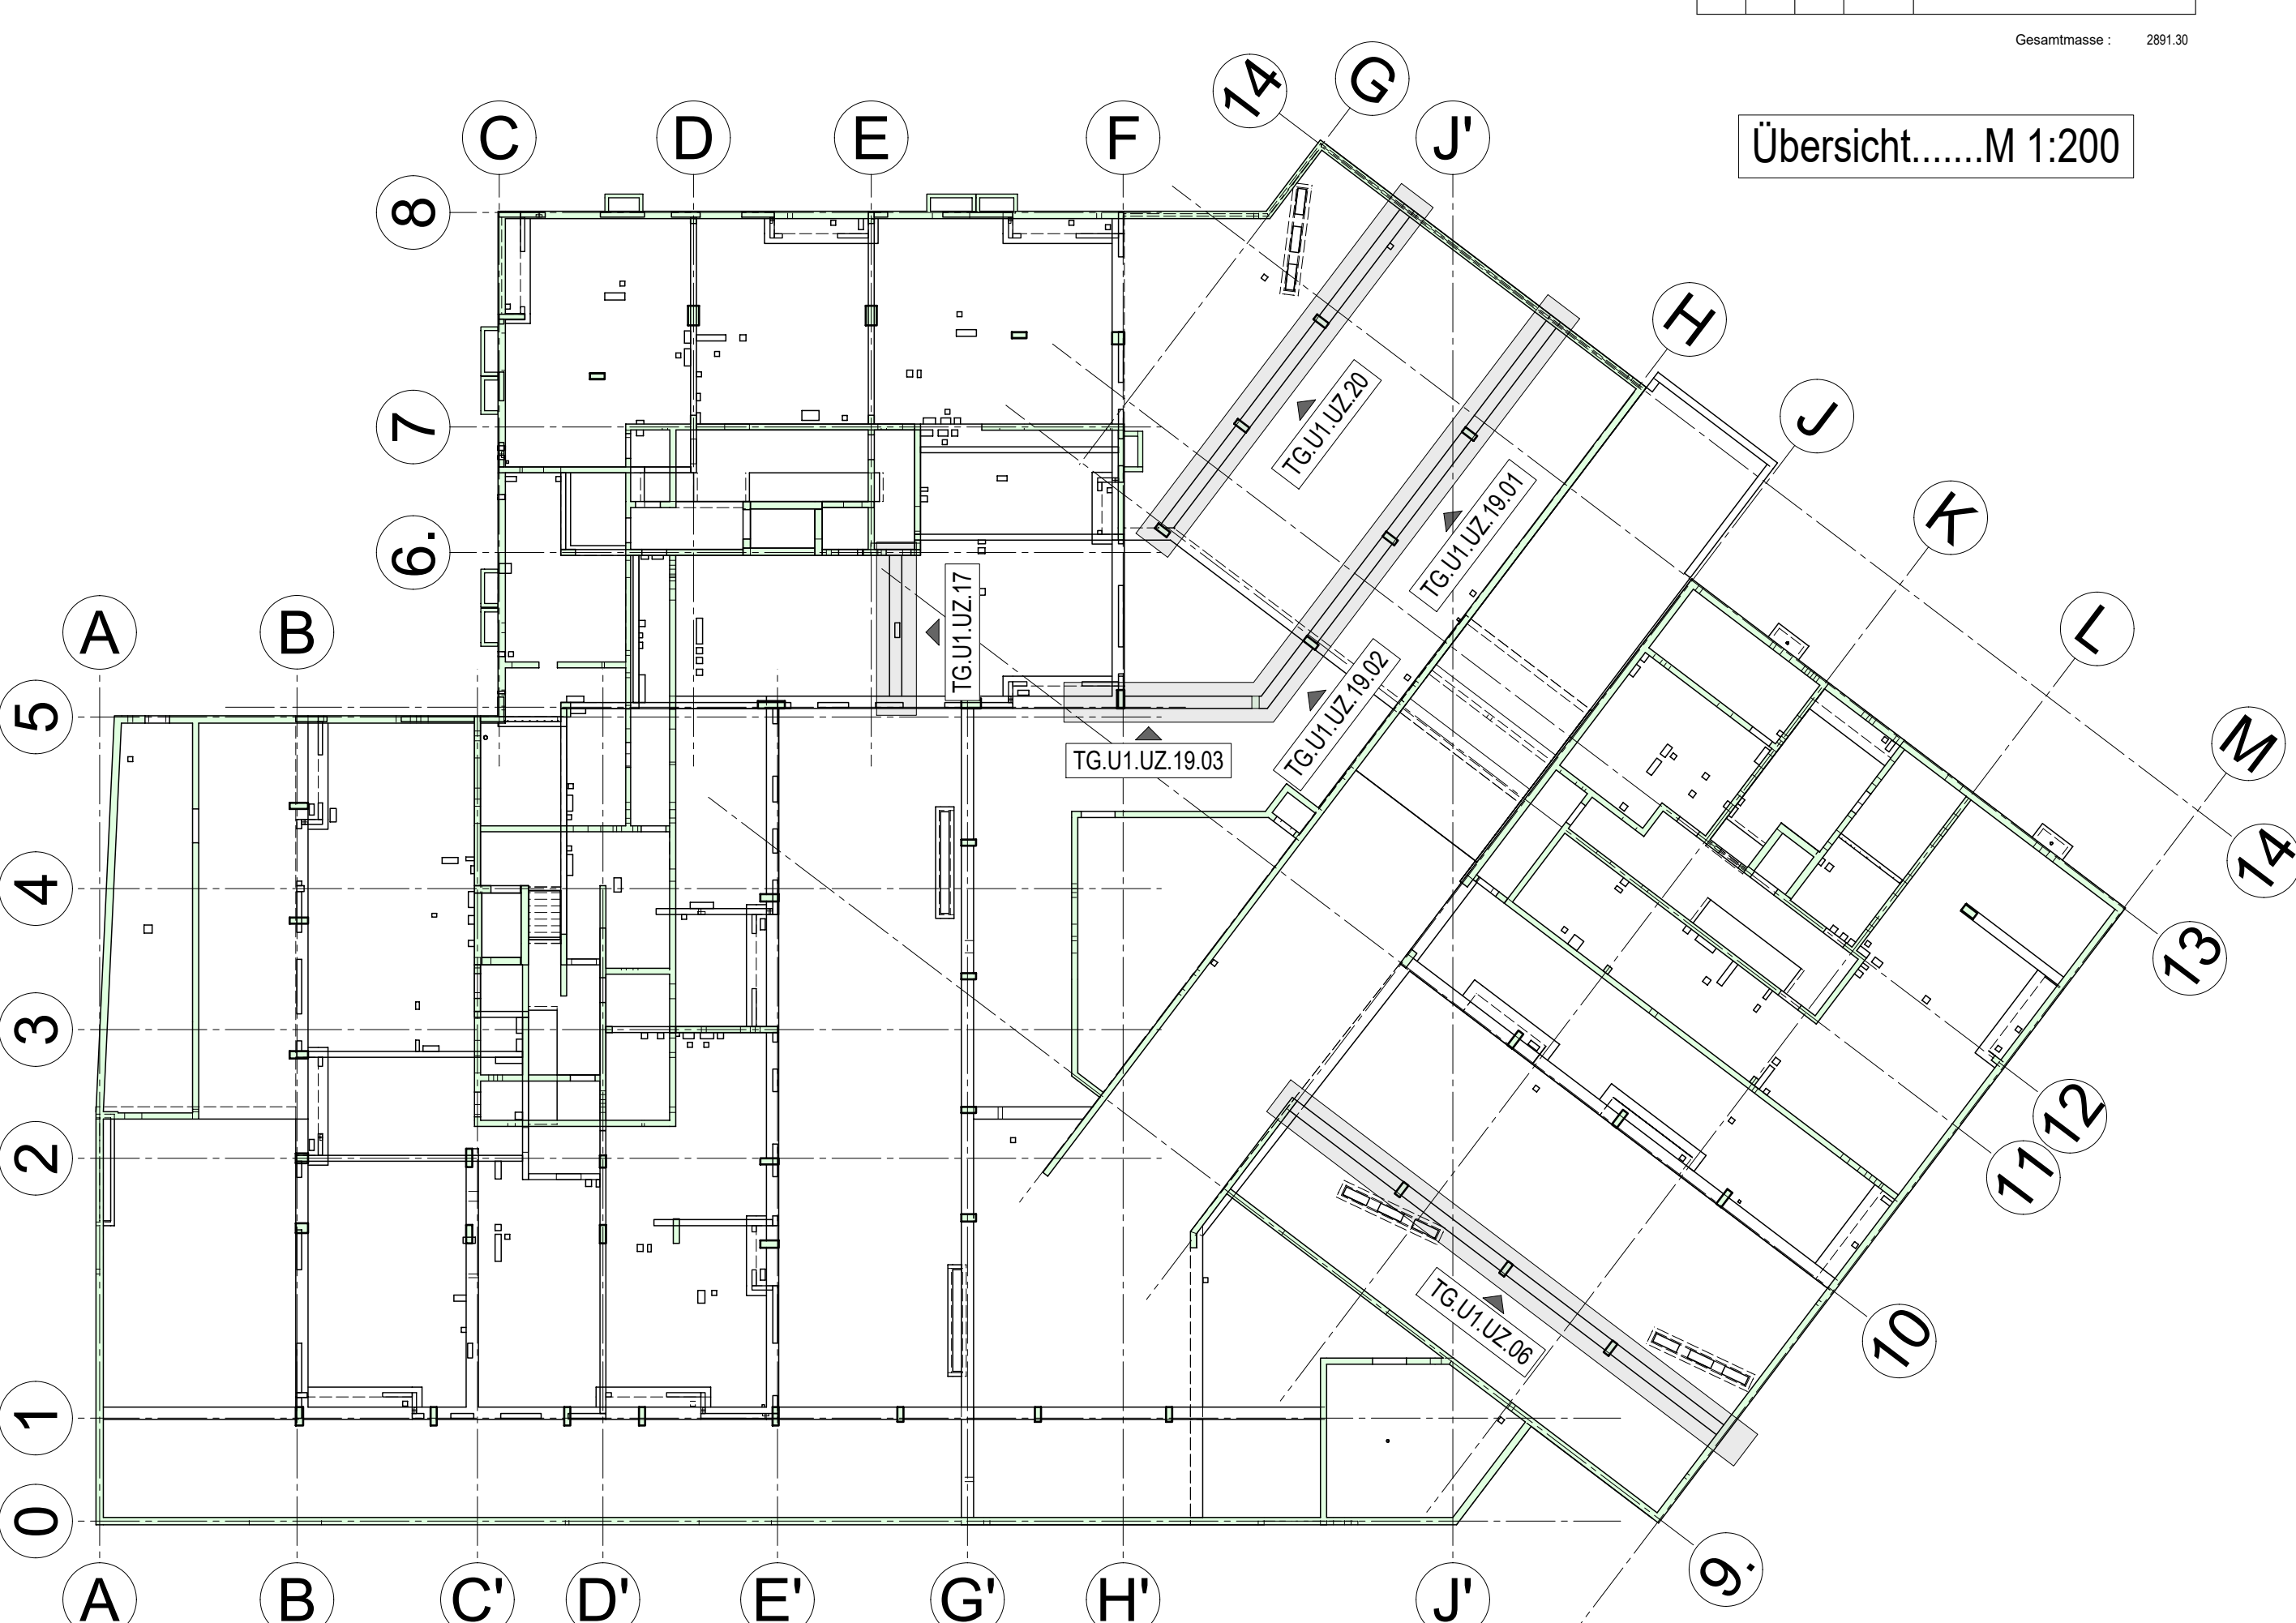 Gesamtmasse : 2891.30
Übersicht.......M 1:200
14
G
C
D
E
F
J'
8
H
J
7
K
6.
L
A
B
5
M
4
14
13
3
12
11
2
10
1
0
9.
A
B
C'
D'
E'
G'
H'
J'
TG.U1.UZ.20
TG.U1.UZ.19.01
TG.U1.UZ.17
TG.U1.UZ.19.02
TG.U1.UZ.19.03
TG.U1.UZ.06